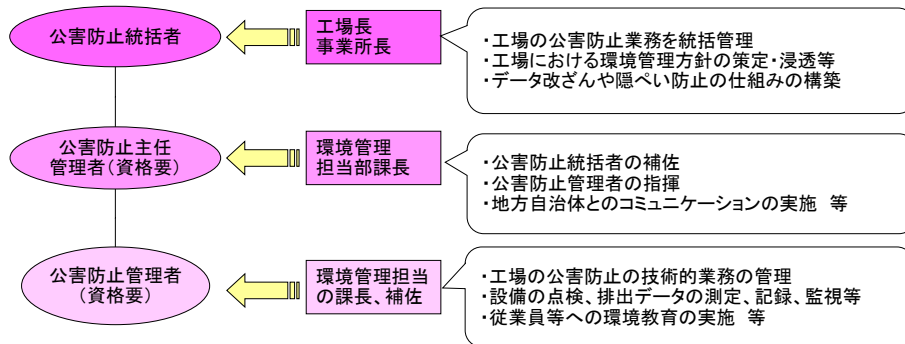 公害防止統括者
工場長
事業所長
・工場の公害防止業務を統括管理
・工場における環境管理方針の策定・浸透等
・データ改ざんや隠ぺい防止の仕組みの構築
公害防止主任
管理者（資格要）
環境管理
担当部課長
・公害防止統括者の補佐
・公害防止管理者の指揮
・地方自治体とのコミュニケーションの実施　等
公害防止管理者
（資格要）
環境管理担当
の課長、補佐
・工場の公害防止の技術的業務の管理
・設備の点検、排出データの測定、記録、監視等
・従業員等への環境教育の実施　等